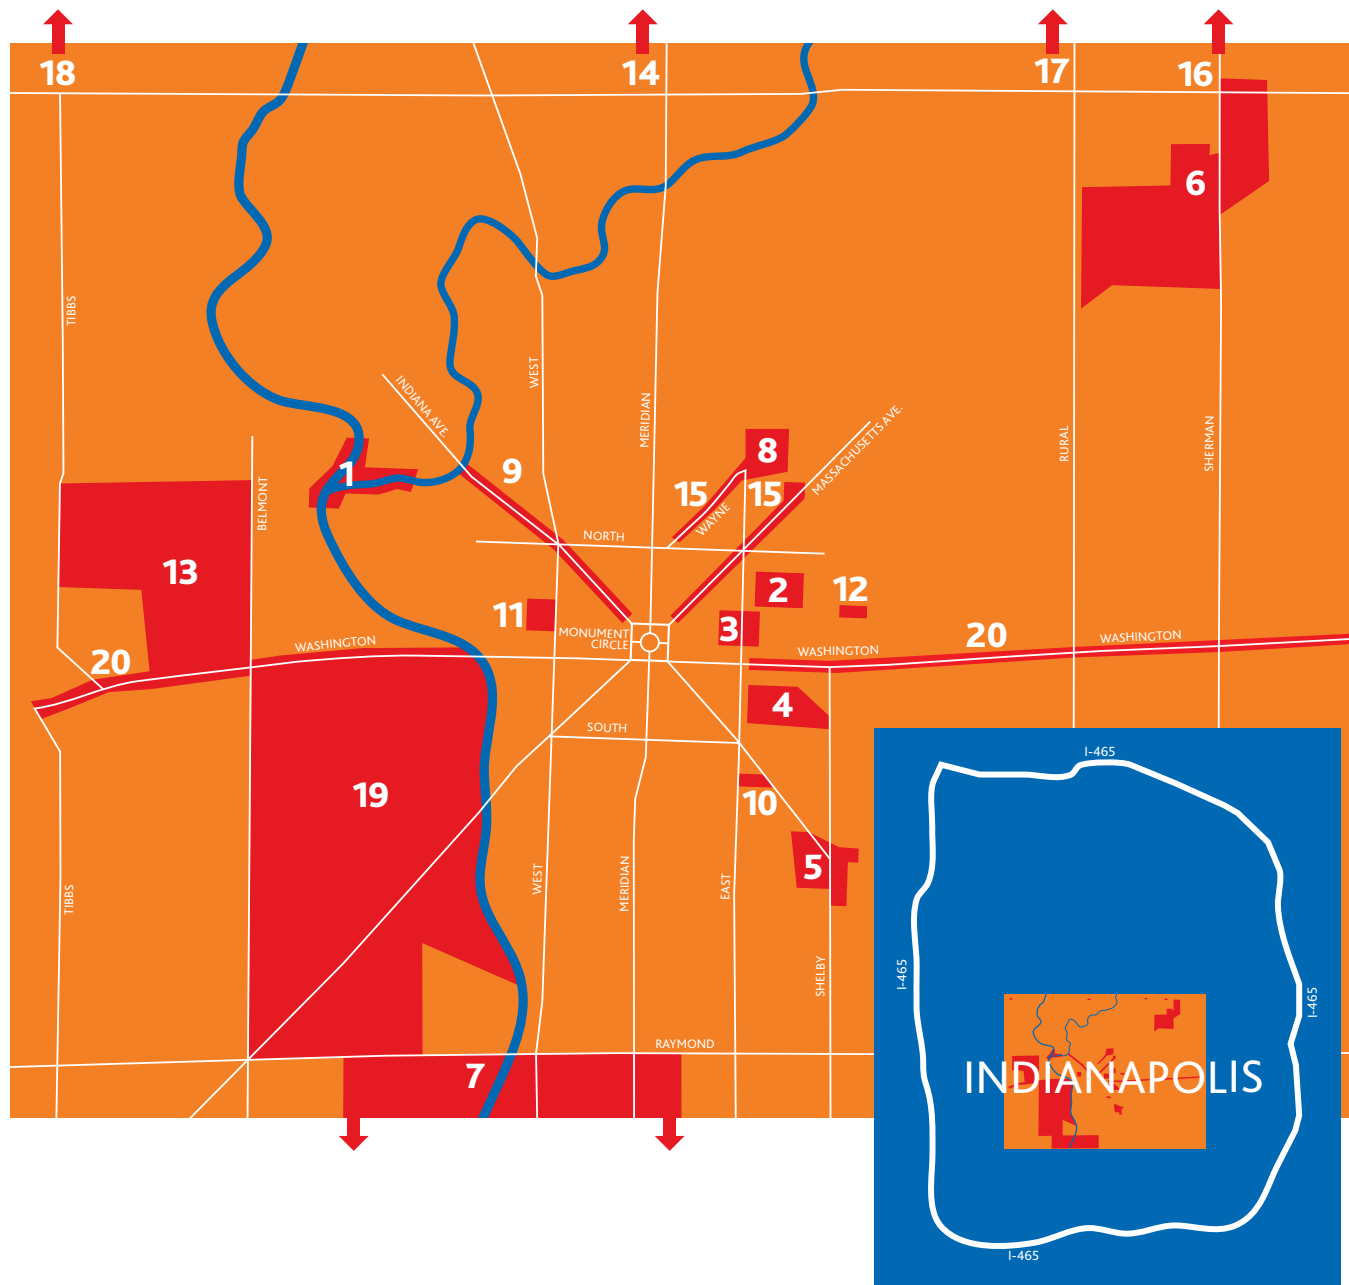 18
14
17
16
6
TIBBS
WEST
MERIDIAN
INDIANA AVE.
MASSACHUSETTS AVE.
RURAL
SHERMAN
8
1
9
15
15
WAYNE
BELMONT
NORTH
13
2
12
11
3
MONUMENT
CIRCLE
WASHINGTON
WASHINGTON
20
WASHINGTON
20
4
SOUTH
19
10
5
TIBBS
WEST
MERIDIAN
EAST
SHELBY
RAYMOND
7
I-465
I-465
I-465
INDIANAPOLIS
I-465